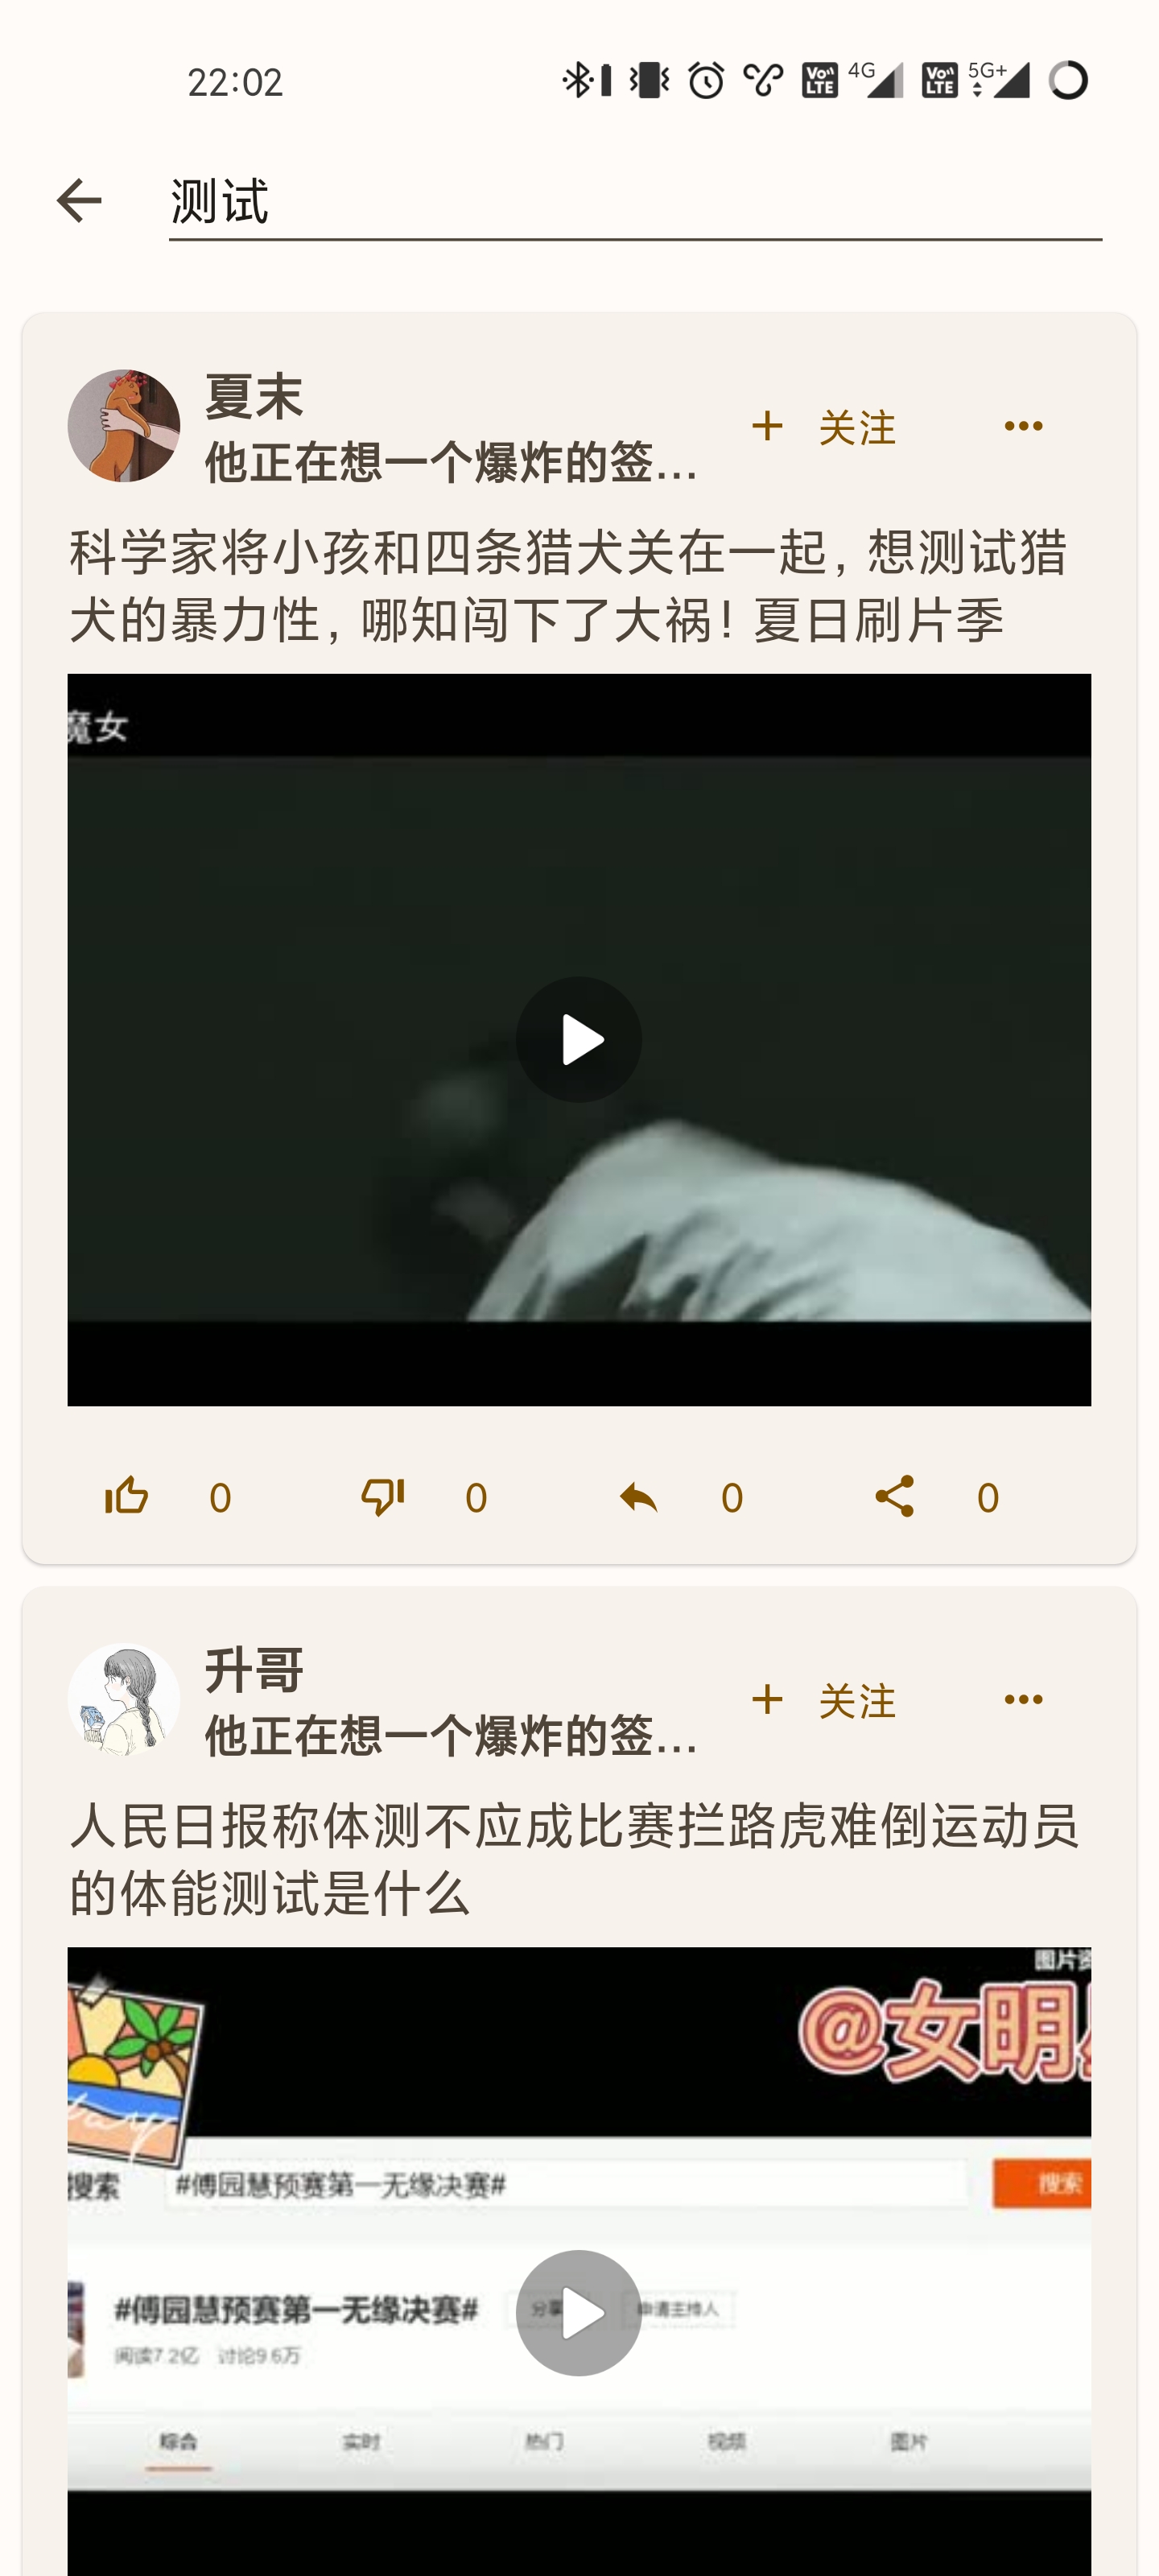 22:02
VoLTE 4G VoLTE 5G+
测试
夏末
+ 关注
他正在想一个爆炸的签...
科学家将小孩和四条猎犬关在一起, 想测试猎
犬的暴力性, 哪知闯下了大祸! 夏日刷片季
魔女
0 0 0 0
升哥
+ 关注
他正在想一个爆炸的签...
人民日报称体测不应成比赛拦路虎难倒运动员
的体能测试是什么
图片资
@女明
搜索 #傅园慧预赛第一无缘决赛# 搜索
#傅园慧预赛第一无缘决赛# 分享 申请主持人
阅读7.2亿 讨论9.6万
综合 实时 热门 视频 图片